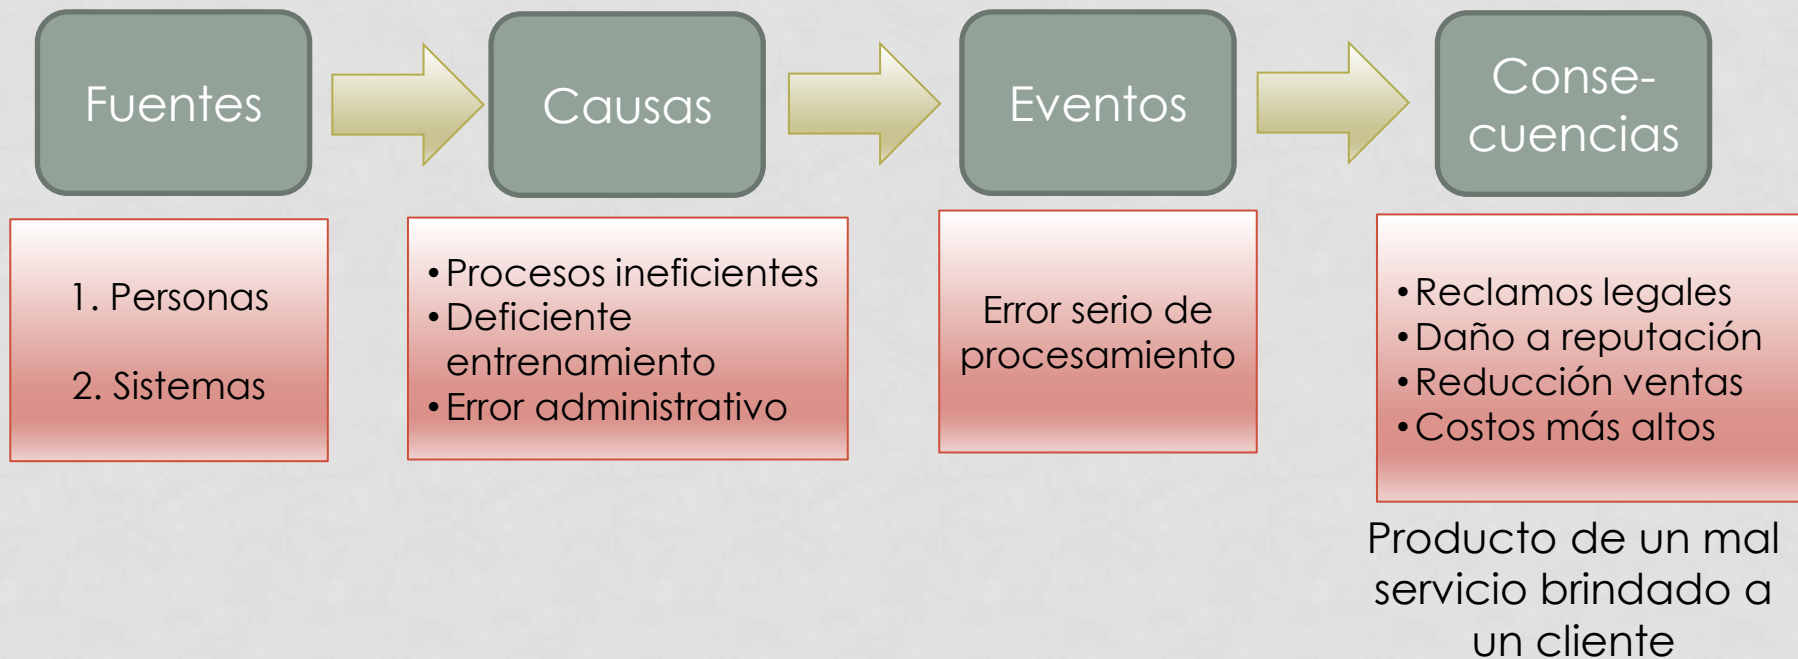 Fuentes
Causas
Eventos
Conse-
cuencias
1. Personas
2. Sistemas
• Procesos ineficientes
• Deficiente
entrenamiento
• Error administrativo
Error serio de
procesamiento
• Reclamos legales
• Daño a reputación
• Reducción ventas
• Costos más altos
Producto de un mal
servicio brindado a
un cliente